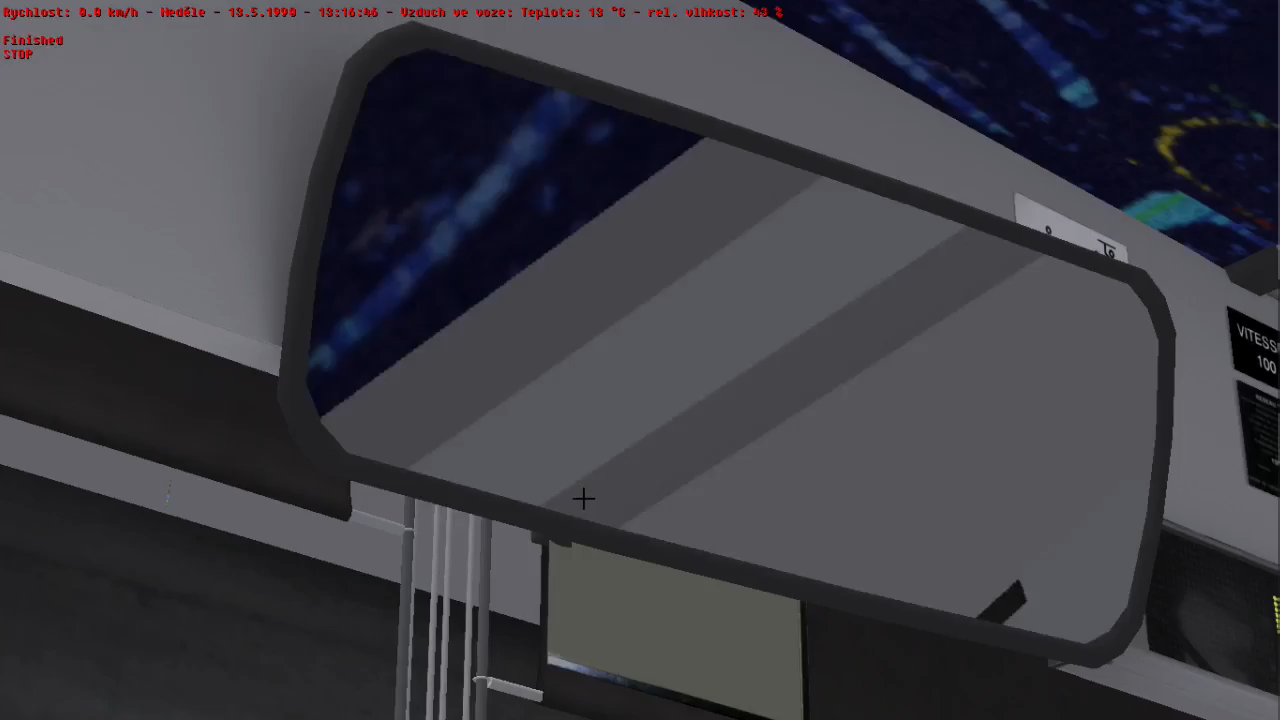 Rychlost: 0.0 km/h - Neděle - 13.5.1990 - 18:16:46 - Vzduch ve voze: Teplota: 18 °C - rel. vlhkost: 43 %
Finished
STOP
VITESS
100